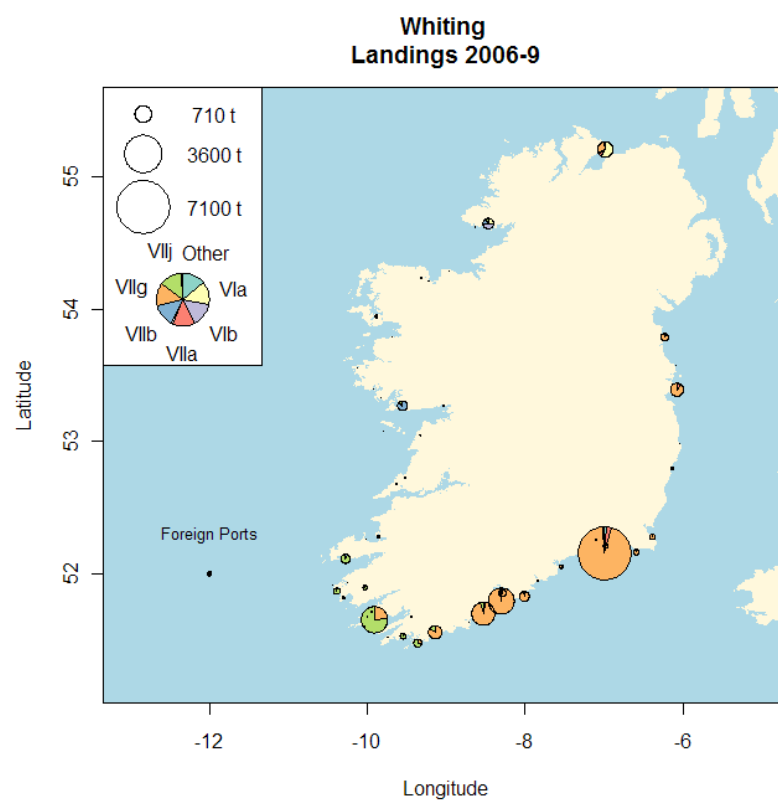 Whiting
Landings 2006-9
710 t
3600 t
7100 t
VIIj Other
VIIg VIa
VIIb VIb
VIIa
Foreign Ports
55
54
53
52
Latitude
-12 -10 -8 -6
Longitude